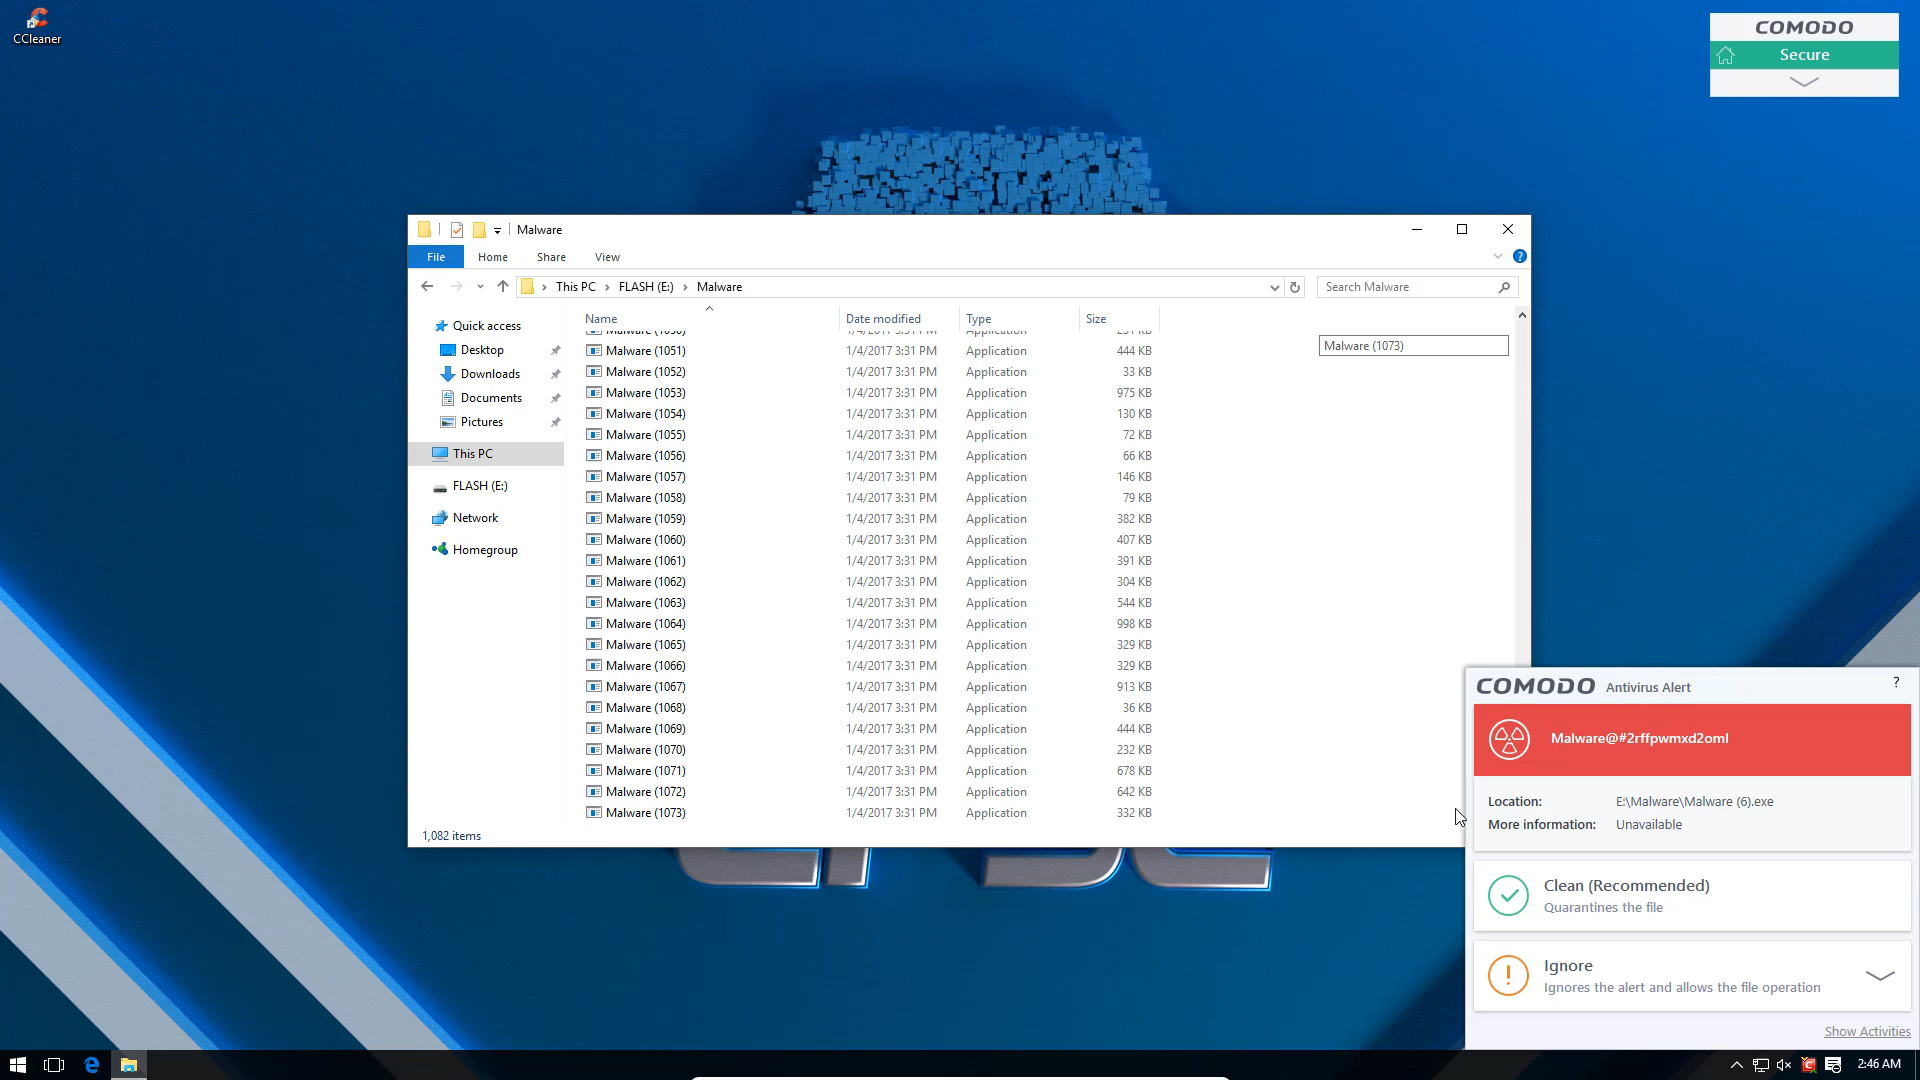 CCleaner
COMODO
Secure
Malware
File Home Share View
This PC FLASH (E:) Malware
Search Malware
Name Date modified Type Size
Quick access
Desktop
Downloads
Documents
Pictures
This PC
FLASH (E:)
Network
Homegroup
Malware (1051) 1/4/2017 3:31 PM Application 444 KB
Malware (1052) 1/4/2017 3:31 PM Application 33 KB
Malware (1053) 1/4/2017 3:31 PM Application 975 KB
Malware (1054) 1/4/2017 3:31 PM Application 130 KB
Malware (1055) 1/4/2017 3:31 PM Application 72 KB
Malware (1056) 1/4/2017 3:31 PM Application 66 KB
Malware (1057) 1/4/2017 3:31 PM Application 146 KB
Malware (1058) 1/4/2017 3:31 PM Application 79 KB
Malware (1059) 1/4/2017 3:31 PM Application 382 KB
Malware (1060) 1/4/2017 3:31 PM Application 407 KB
Malware (1061) 1/4/2017 3:31 PM Application 391 KB
Malware (1062) 1/4/2017 3:31 PM Application 304 KB
Malware (1063) 1/4/2017 3:31 PM Application 544 KB
Malware (1064) 1/4/2017 3:31 PM Application 998 KB
Malware (1065) 1/4/2017 3:31 PM Application 329 KB
Malware (1066) 1/4/2017 3:31 PM Application 329 KB
Malware (1067) 1/4/2017 3:31 PM Application 913 KB
Malware (1068) 1/4/2017 3:31 PM Application 36 KB
Malware (1069) 1/4/2017 3:31 PM Application 444 KB
Malware (1070) 1/4/2017 3:31 PM Application 232 KB
Malware (1071) 1/4/2017 3:31 PM Application 678 KB
Malware (1072) 1/4/2017 3:31 PM Application 642 KB
Malware (1073) 1/4/2017 3:31 PM Application 332 KB
Malware (1073)
1,082 items
COMODO Antivirus Alert ?
Malware@#2rffpwmxd2oml
Location: E:\Malware\Malware (6).exe
More information: Unavailable
Clean (Recommended)
Quarantines the file
Ignore
Ignores the alert and allows the file operation
Show Activities
2:46 AM